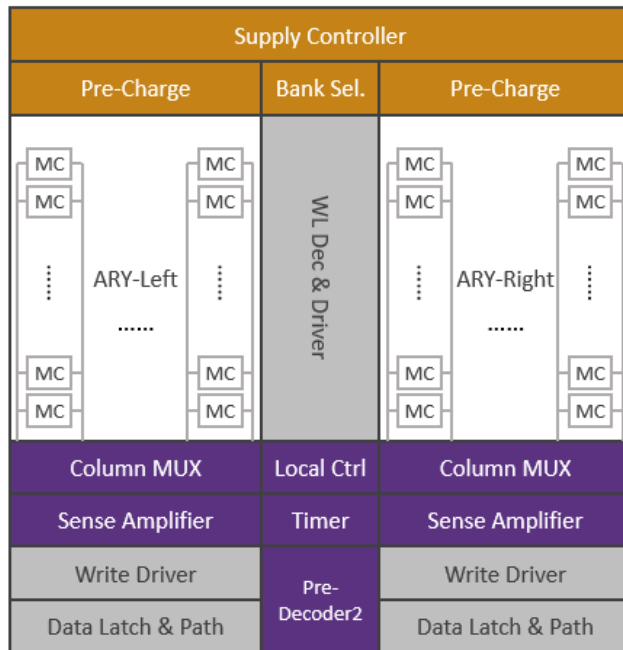 Supply Controller
Pre-Charge
Bank Sel.
Pre-Charge
MC
MC
MC
MC
WL Dec & Driver
MC
MC
MC
MC
......
ARY-Left
......
......
ARY-Right
......
......
......
MC
MC
MC
MC
MC
MC
MC
MC
Column MUX
Local Ctrl
Column MUX
Sense Amplifier
Timer
Sense Amplifier
Write Driver
Pre-
Decoder2
Write Driver
Data Latch & Path
Data Latch & Path